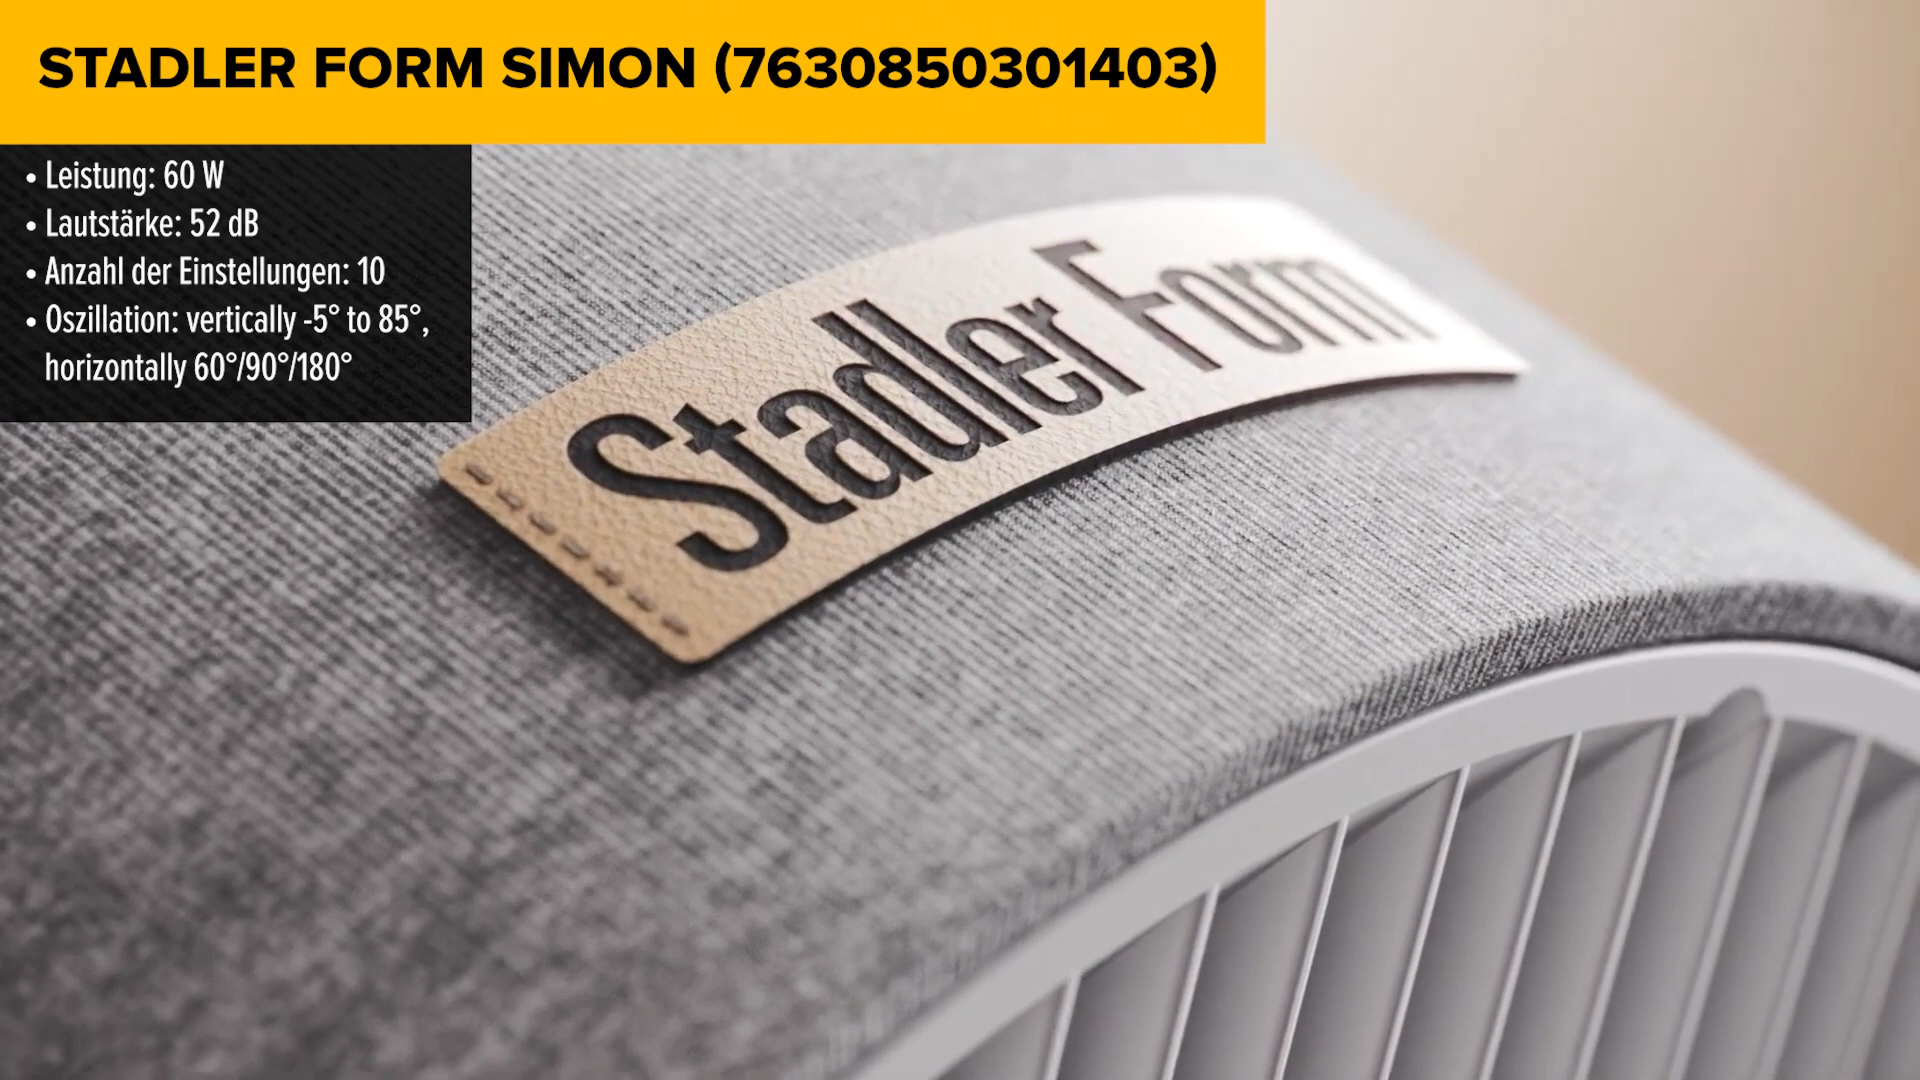 STADLER FORM SIMON (7630850301403)
• Leistung: 60 W
• Lautstärke: 52 dB
• Anzahl der Einstellungen: 10
• Oszillation: vertically -5° to 85°,
horizontally 60°/90°/180°
Stadler Form